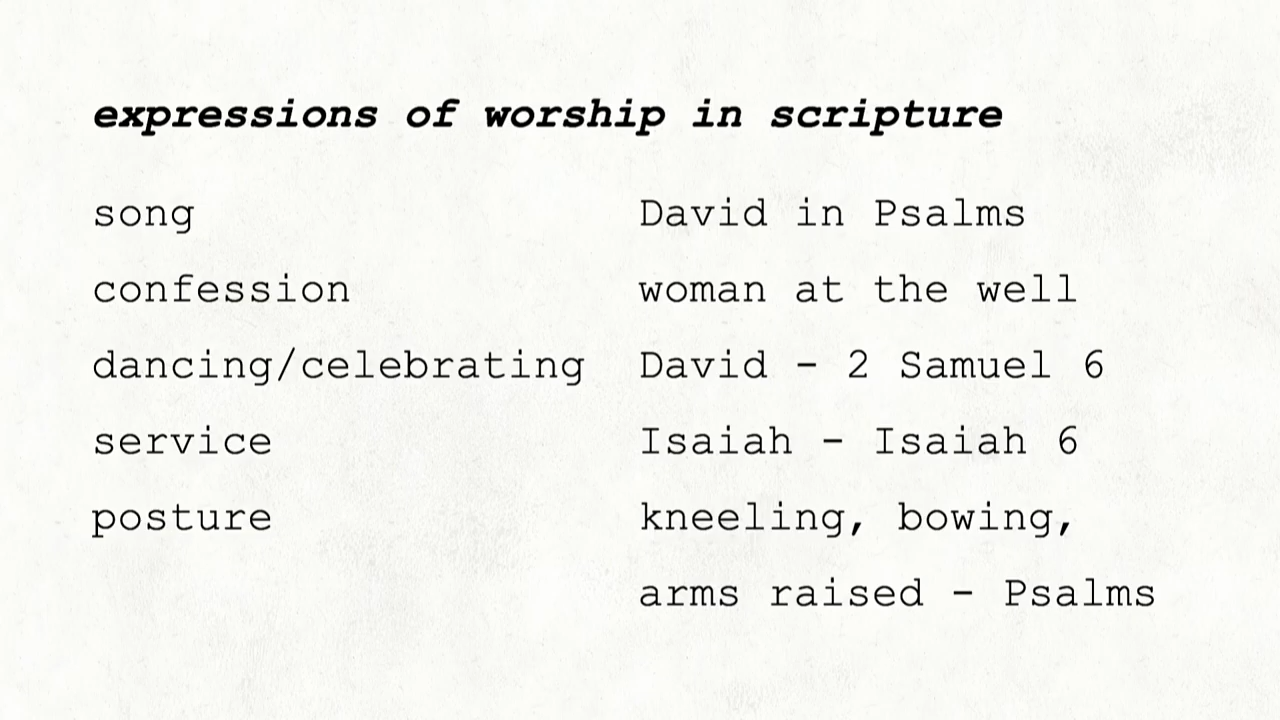 expressions of worship in scripture
song David in Psalms
confession woman at the well
dancing/celebrating David - 2 Samuel 6
service Isaiah - Isaiah 6
posture kneeling, bowing,
arms raised - Psalms